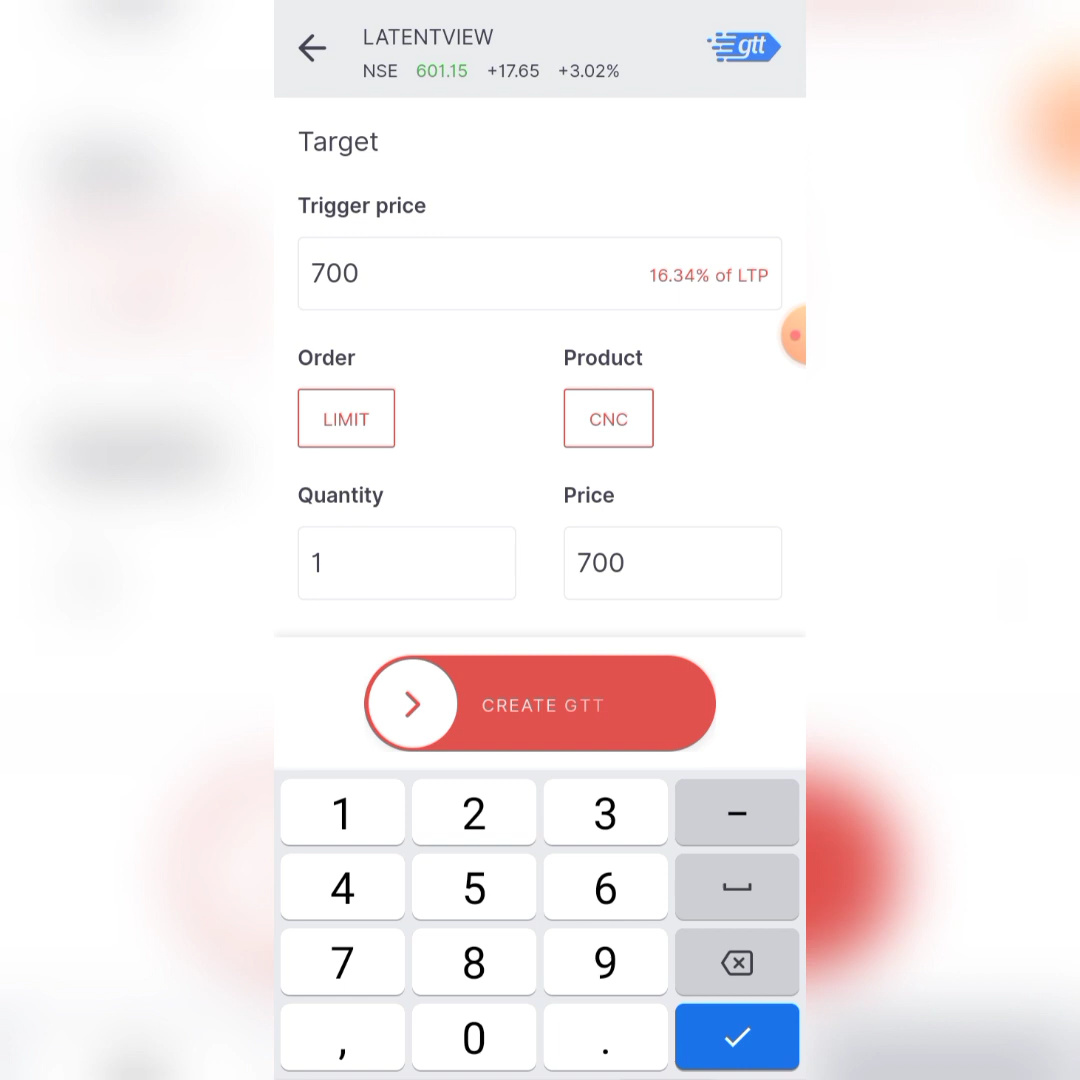 LATENTVIEW
gtt
NSE 601.15 +17.65 +3.02%
Target
Trigger price
700 16.34% of LTP
Order Product
LIMIT CNC
Quantity Price
1 700
CREATE GTT
1 2 3 –
4 5 6
7 8 9
, 0 .